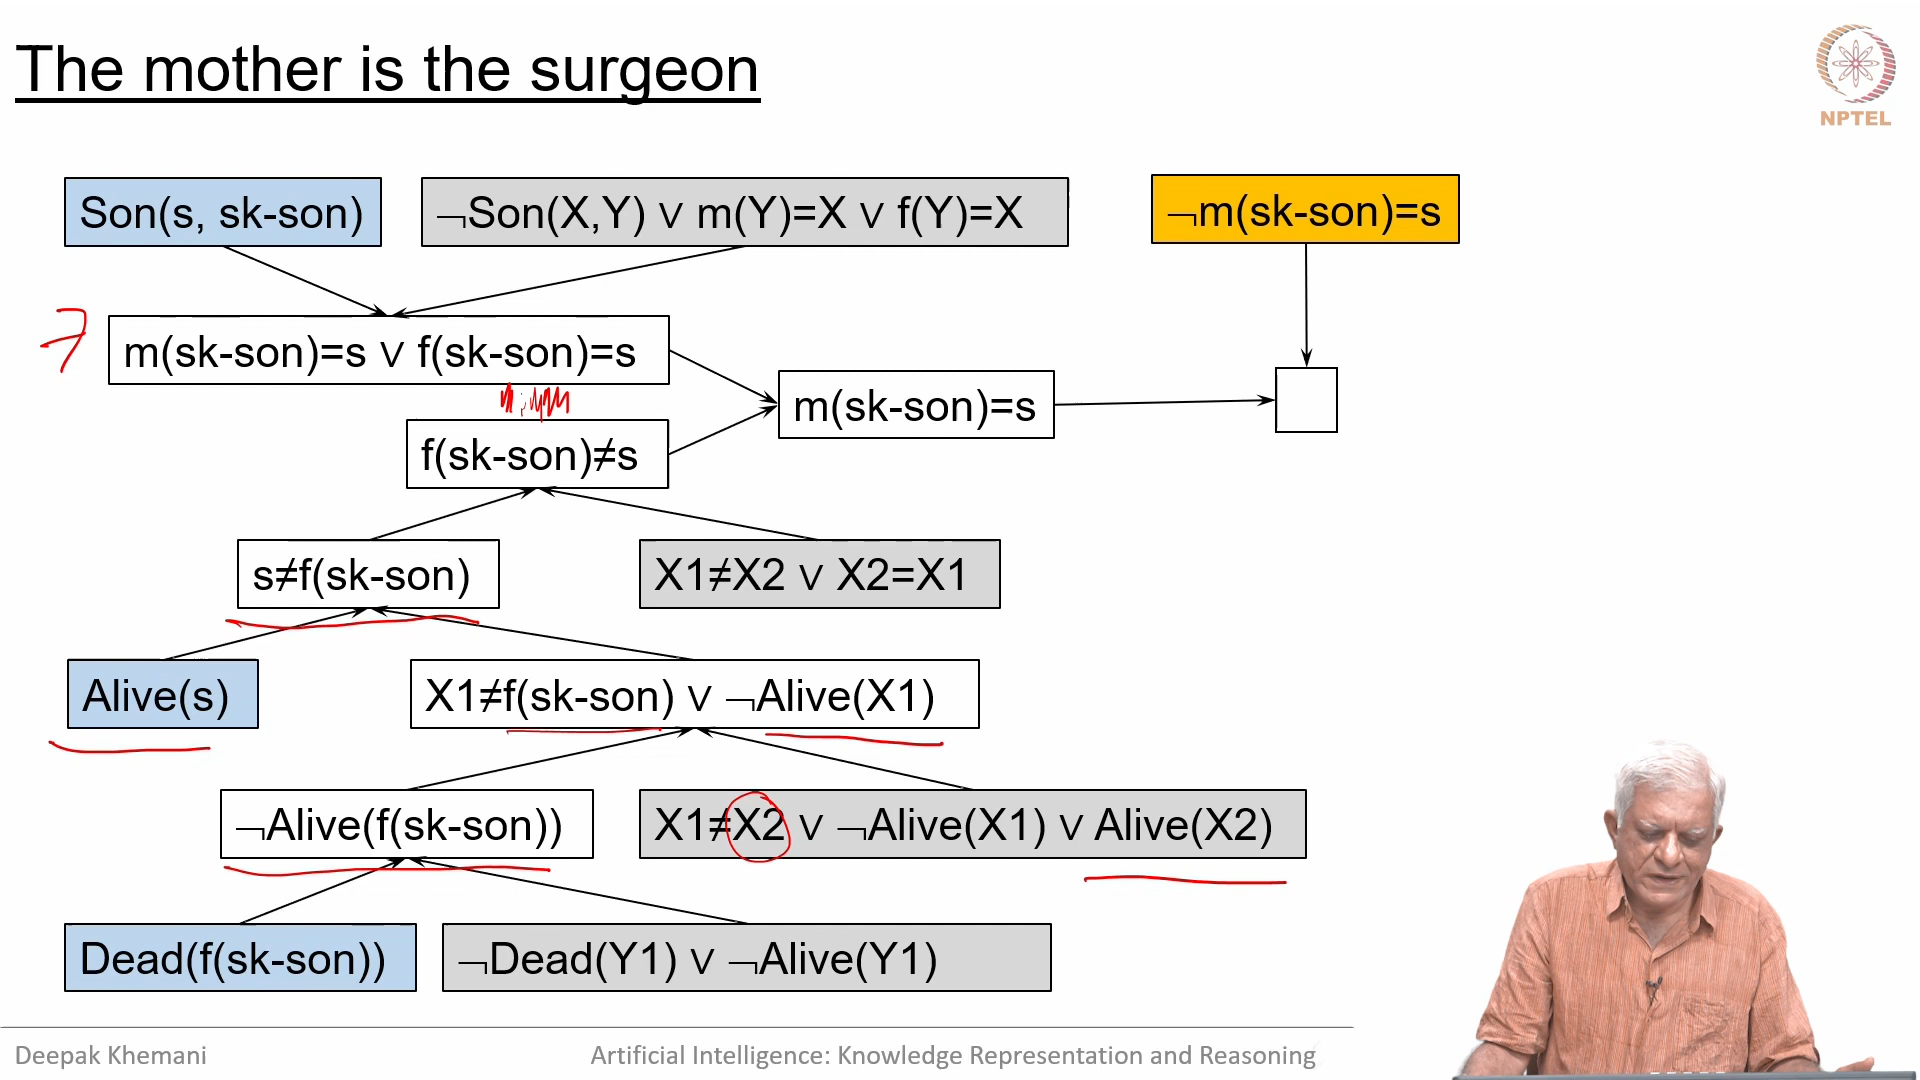 The mother is the surgeon
NPTEL
Son(s, sk-son)
¬Son(X,Y) ∨ m(Y)=X ∨ f(Y)=X
¬m(sk-son)=s
7
m(sk-son)=s ∨ f(sk-son)=s
m(sk-son)=s
f(sk-son)≠s
s≠f(sk-son)
X1≠X2 ∨ X2=X1
Alive(s)
X1≠f(sk-son) ∨ ¬Alive(X1)
¬Alive(f(sk-son))
X1≠X2 ∨ ¬Alive(X1) ∨ Alive(X2)
Dead(f(sk-son))
¬Dead(Y1) ∨ ¬Alive(Y1)
Deepak Khemani
Artificial Intelligence: Knowledge Representation and Reasoning